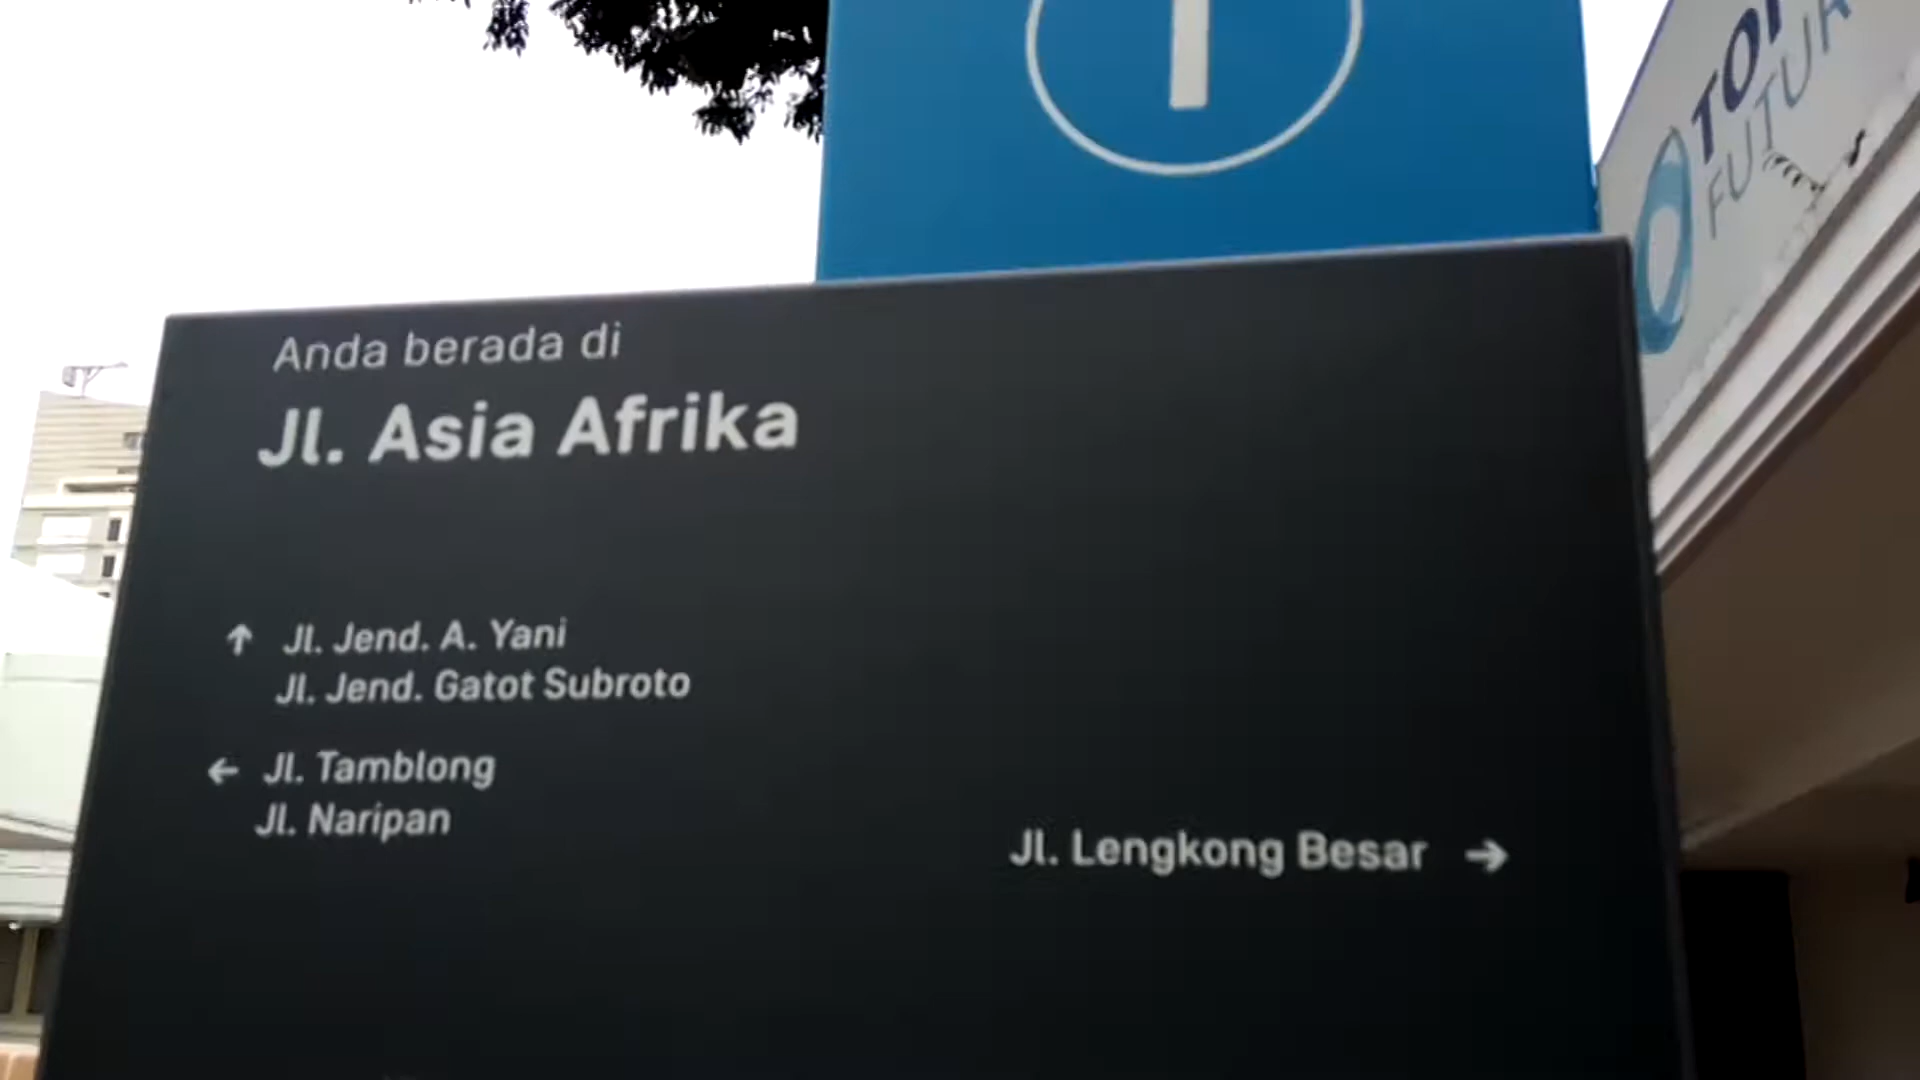 Anda berada di
Jl. Asia Afrika
↑ Jl. Jend. A. Yani
Jl. Jend. Gatot Subroto
← Jl. Tamblong
Jl. Naripan
Jl. Lengkong Besar →